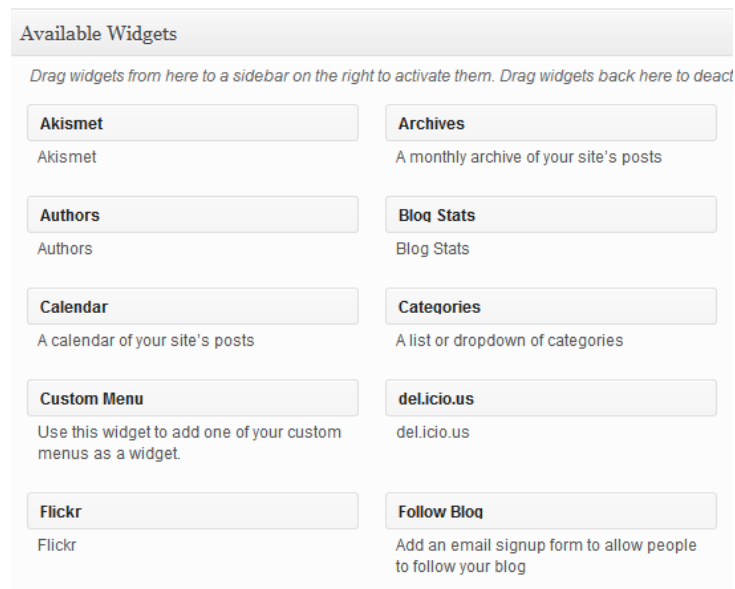 Available Widgets
Drag widgets from here to a sidebar on the right to activate them. Drag widgets back here to deact
Akismet
Akismet
Archives
A monthly archive of your site's posts
Authors
Authors
Blog Stats
Blog Stats
Calendar
A calendar of your site's posts
Categories
A list or dropdown of categories
Custom Menu
Use this widget to add one of your custom
menus as a widget.
del.icio.us
del.icio.us
Flickr
Flickr
Follow Blog
Add an email signup form to allow people
to follow your blog